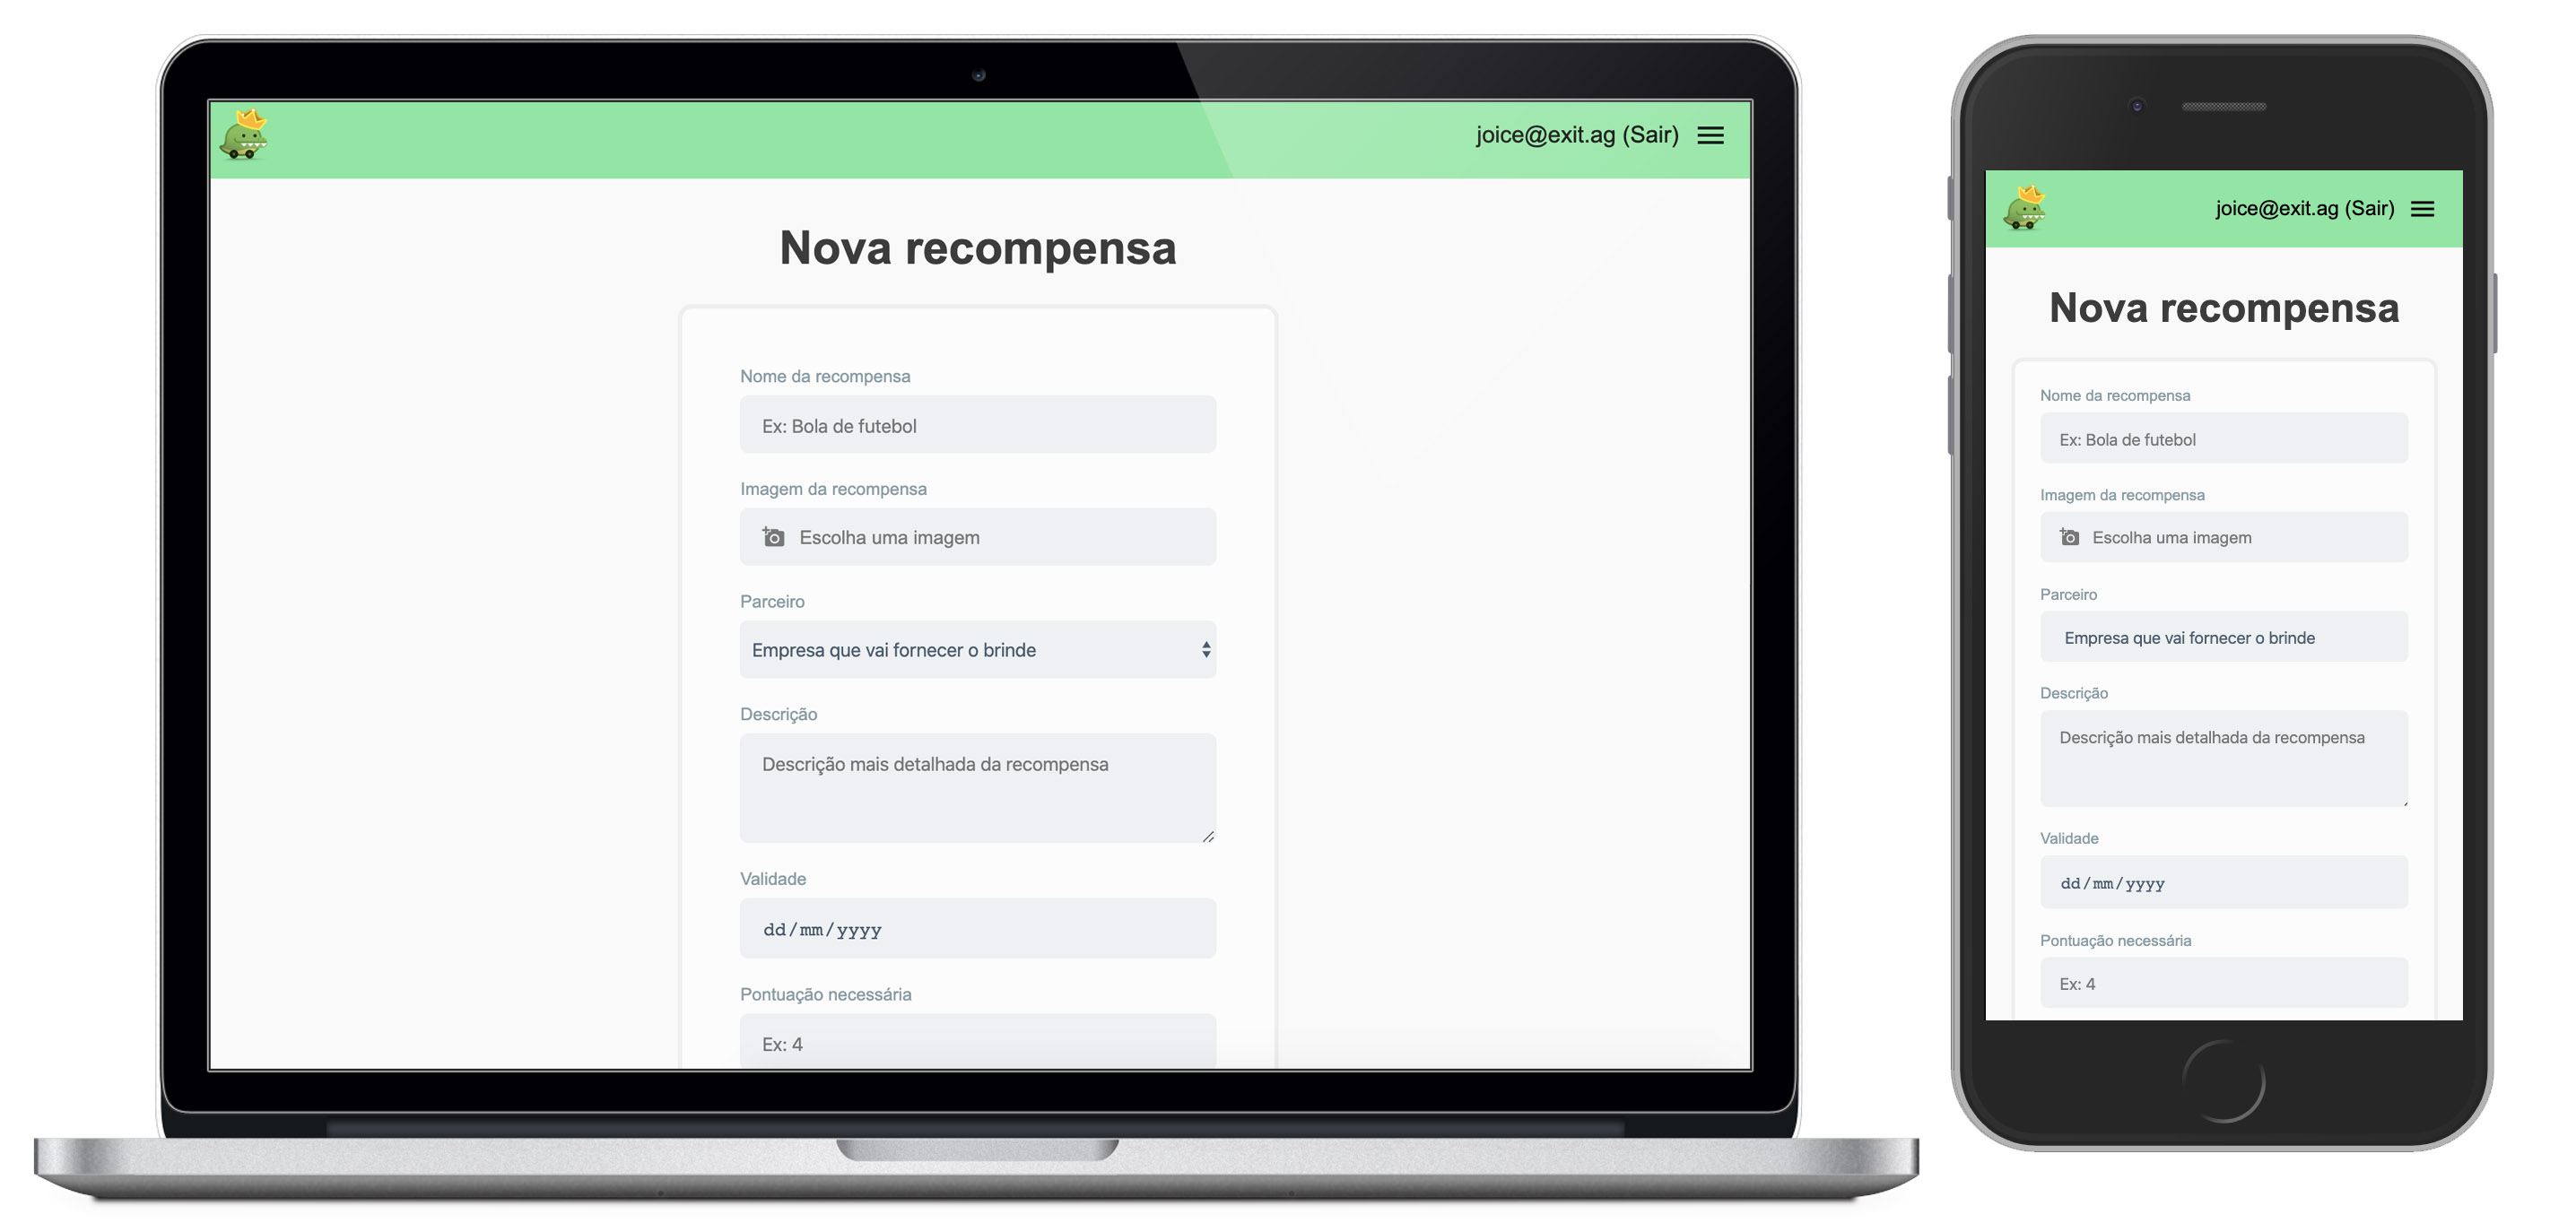 joice@exit.ag (Sair)
Nova recompensa
Nome da recompensa
Ex: Bola de futebol
Imagem da recompensa
Escolha uma imagem
Parceiro
Empresa que vai fornecer o brinde
Descrição
Descrição mais detalhada da recompensa
Validade
dd/mm/yyyy
Pontuação necessária
Ex: 4
joice@exit.ag (Sair)
Nova recompensa
Nome da recompensa
Ex: Bola de futebol
Imagem da recompensa
Escolha uma imagem
Parceiro
Empresa que vai fornecer o brinde
Descrição
Descrição mais detalhada da recompensa
Validade
dd/mm/yyyy
Pontuação necessária
Ex: 4